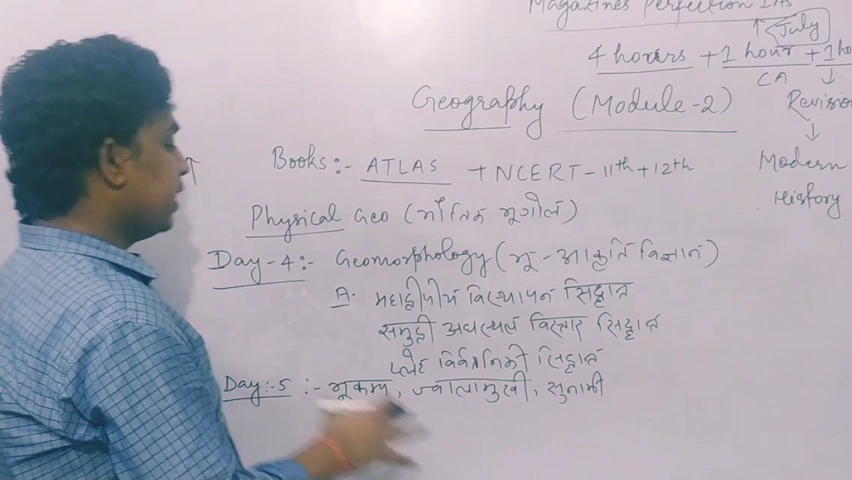 Magazines Perfection IAS
July
4 hours + 1 hour + 1 ho
CA
Geography (Module-2)
Revision
Books:- ATLAS + NCERT - 11th + 12th
Modern
History
Physical Geo (भौतिक भूगोल)
Day-4:- Geomorphology (भू-आकृति विज्ञान)
A. महाद्वीपीय विस्थापन सिद्धान्त
समुद्री अधस्थल विस्तार सिद्धान्त
प्लेट विवर्तनिकी सिद्धान्त
Day:-5 :- भूकम्प, ज्वालामुखी, सुनामी